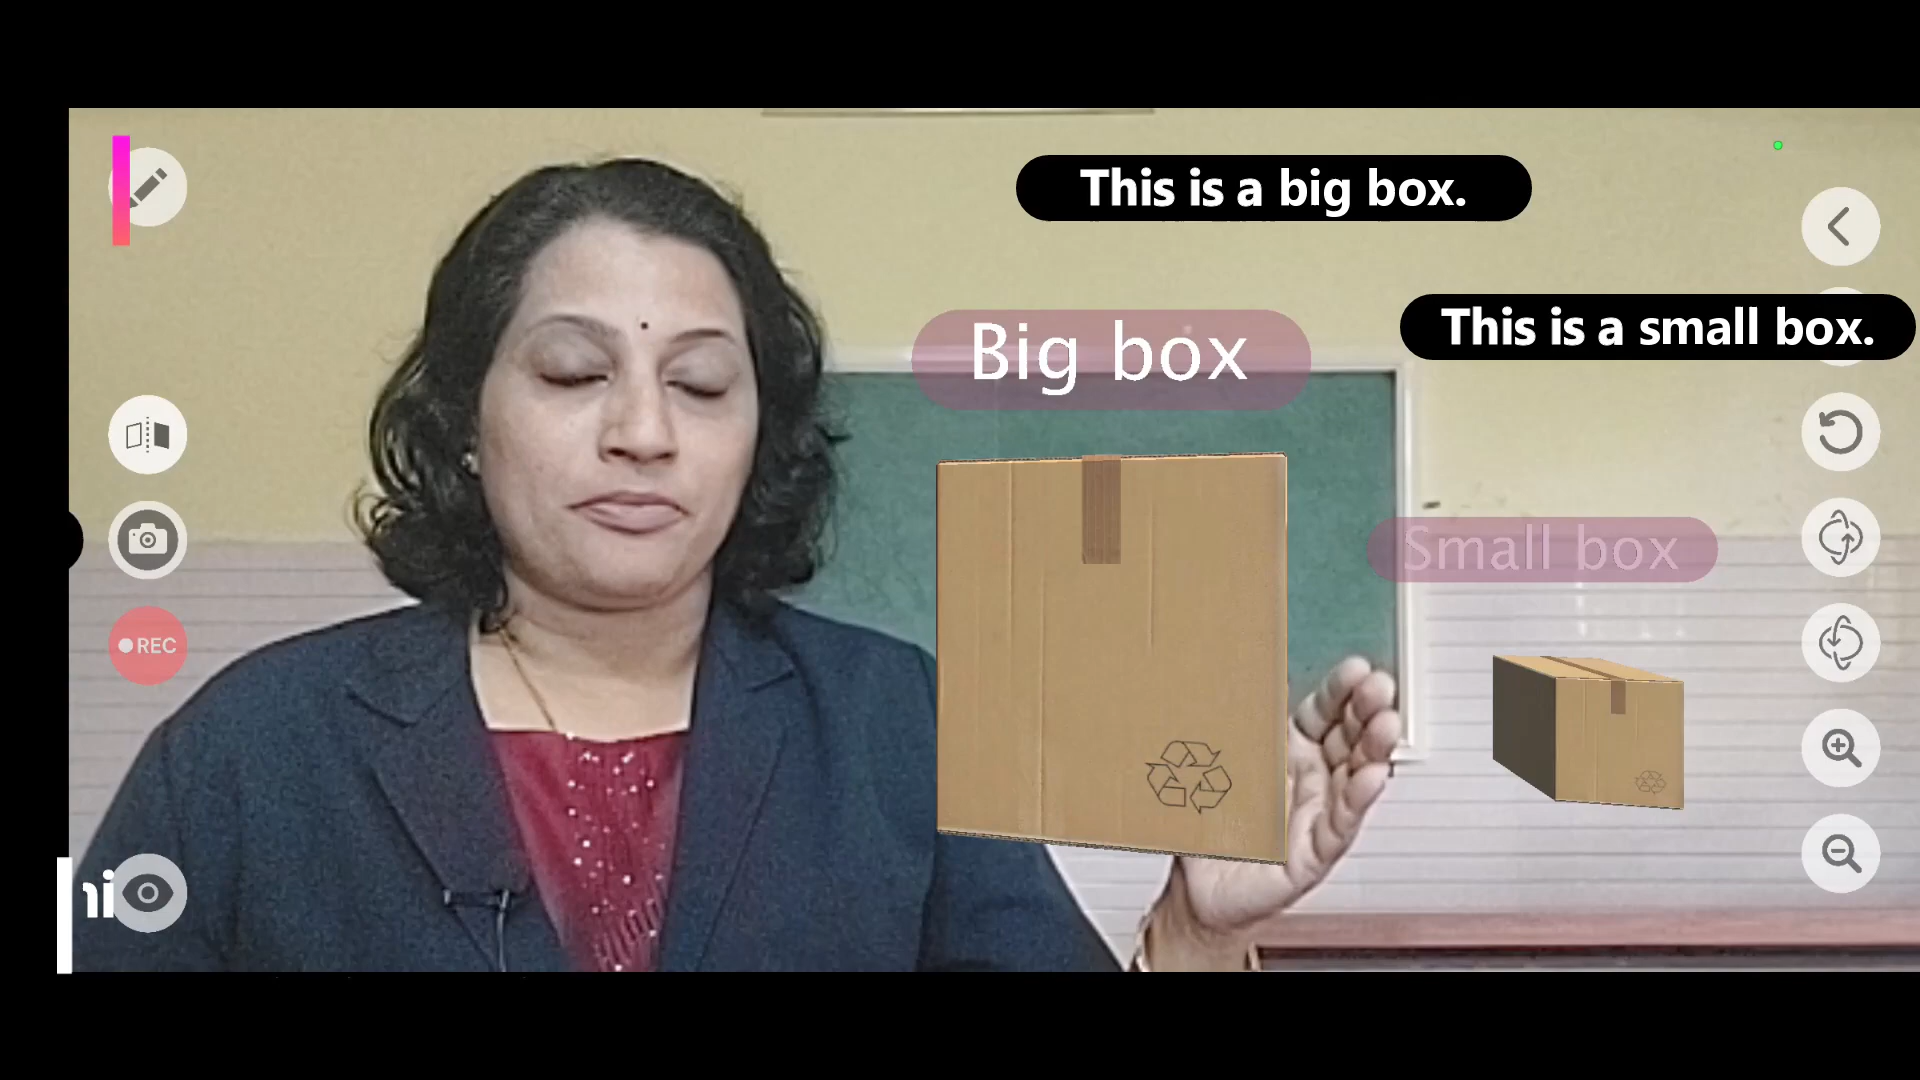 This is a big box.
This is a small box.
Big box
Small box
REC